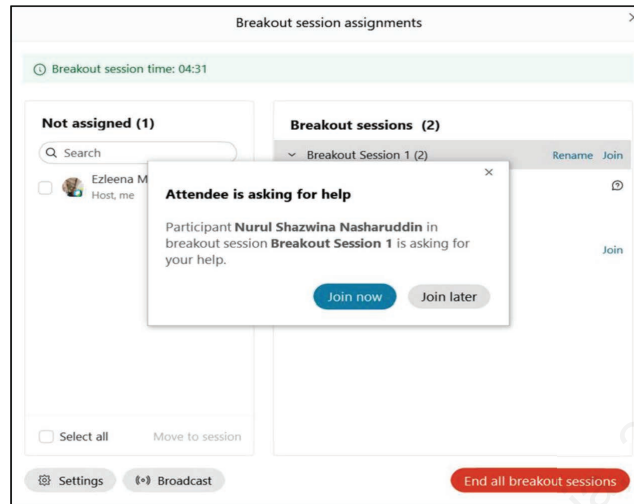 Breakout session assignments
Breakout session time: 04:31
Not assigned (1)
Search
Ezleena M
Host, me
Breakout sessions (2)
Breakout Session 1 (2)
Rename Join
Join
Attendee is asking for help
Participant Nurul Shazwina Nasharuddin in
breakout session Breakout Session 1 is asking for
your help.
Join now
Join later
Select all
Move to session
Settings
Broadcast
End all breakout sessions